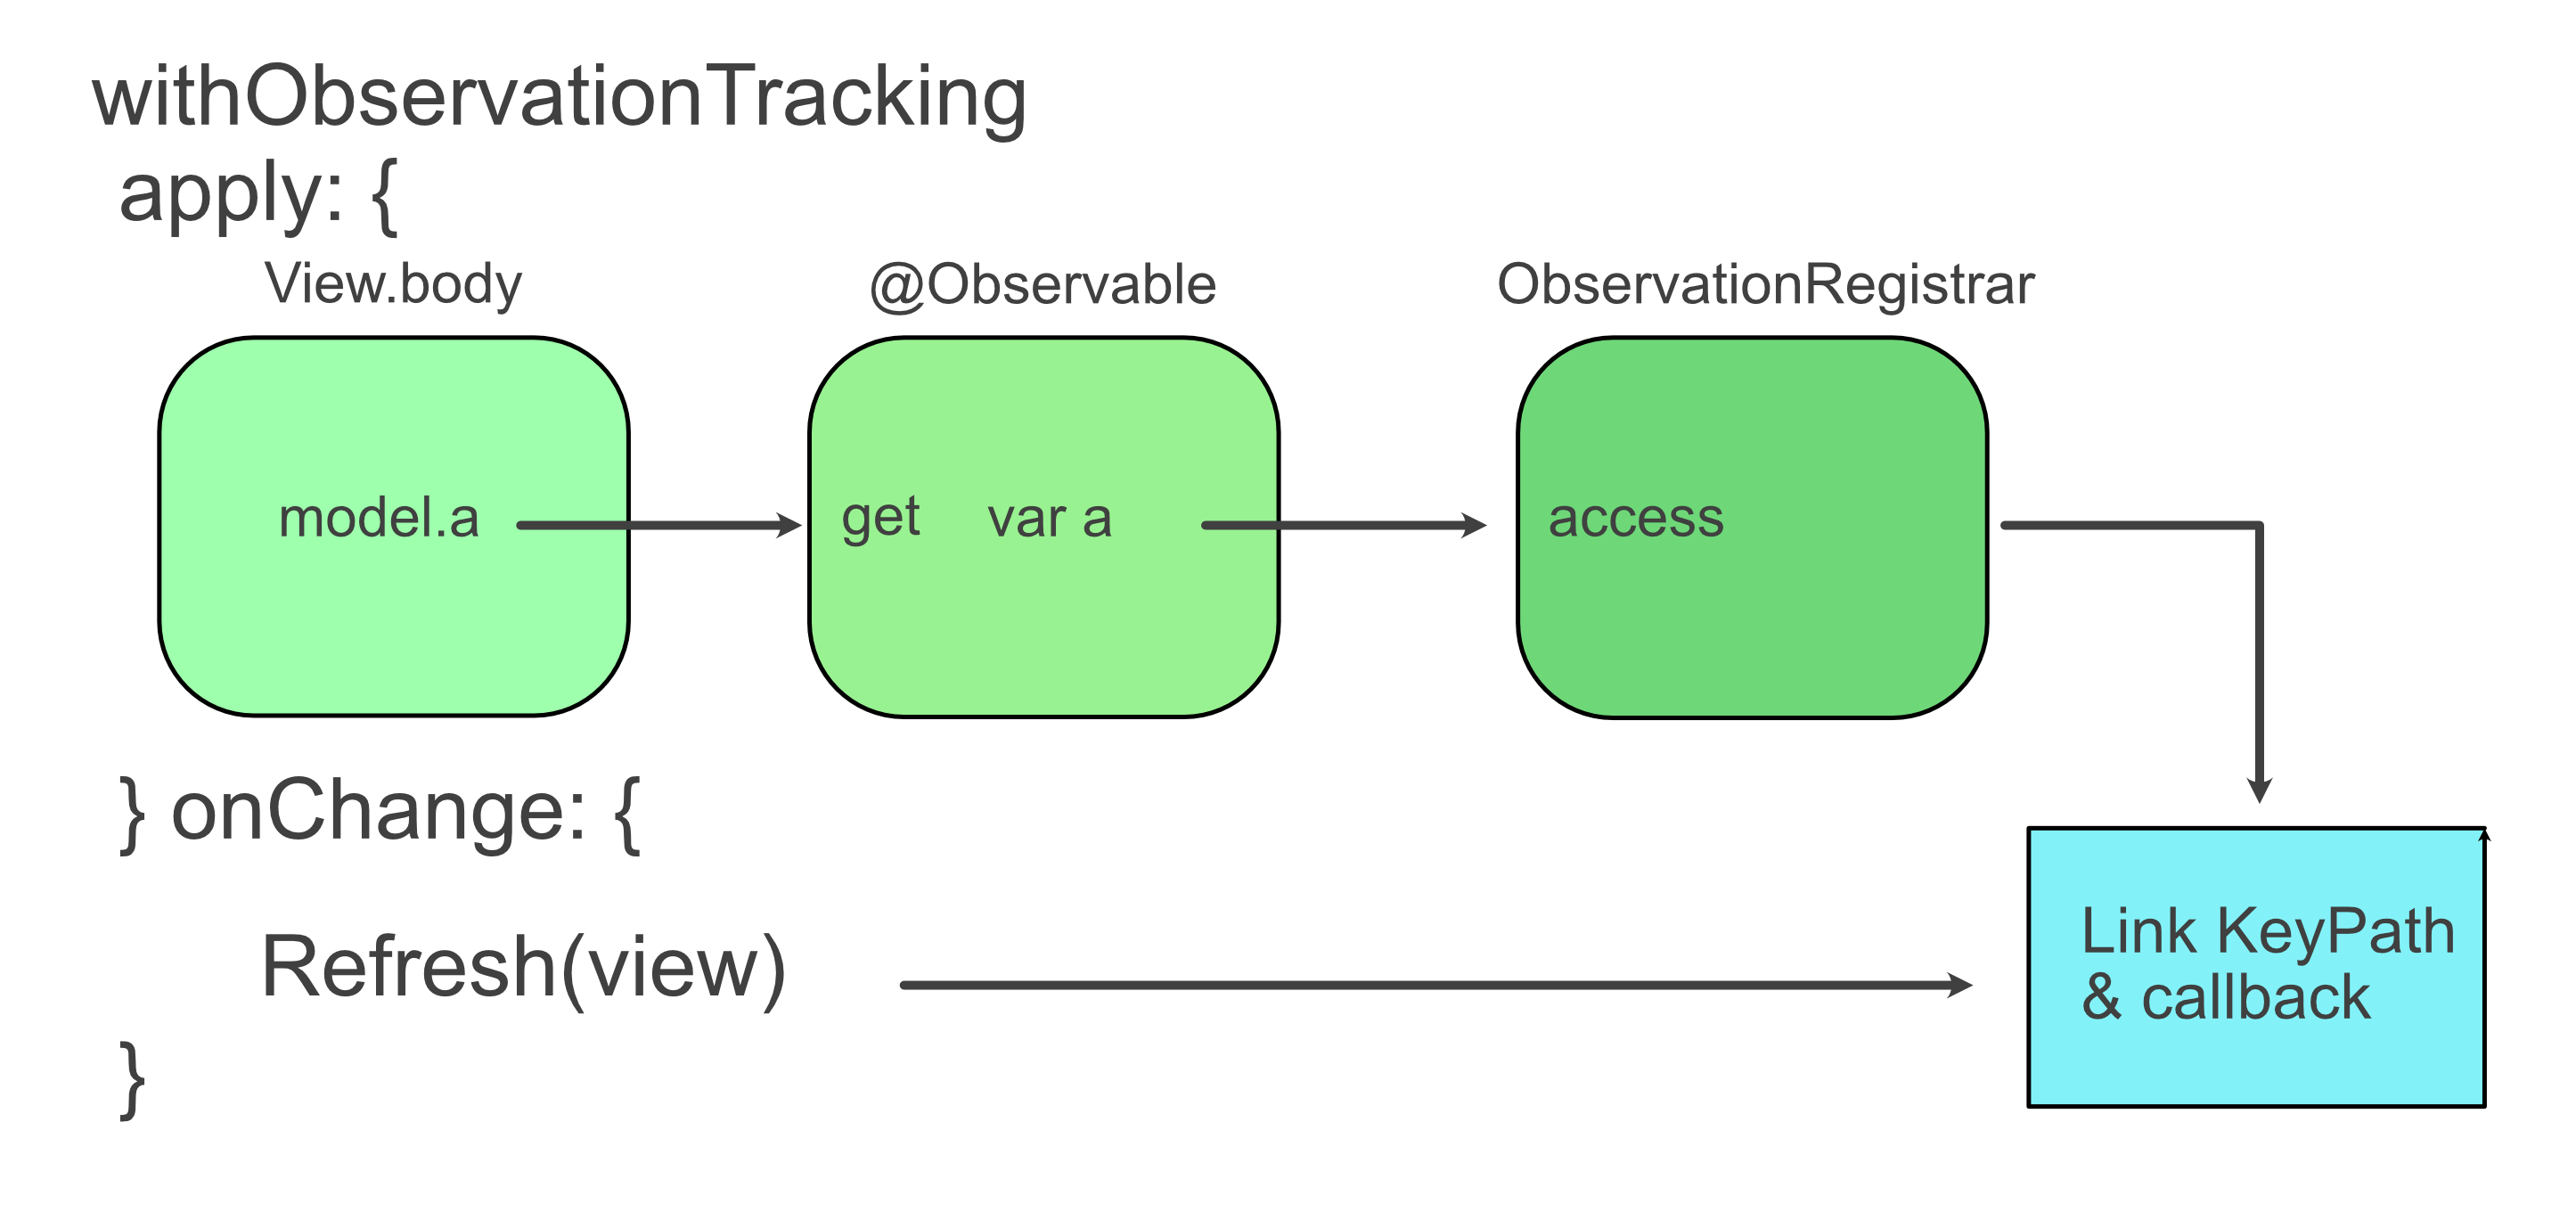 withObservationTracking
apply: {
View.body
@Observable
ObservationRegistrar
model.a
get var a
access
} onChange: {
Refresh(view)
Link KeyPath
& callback
}